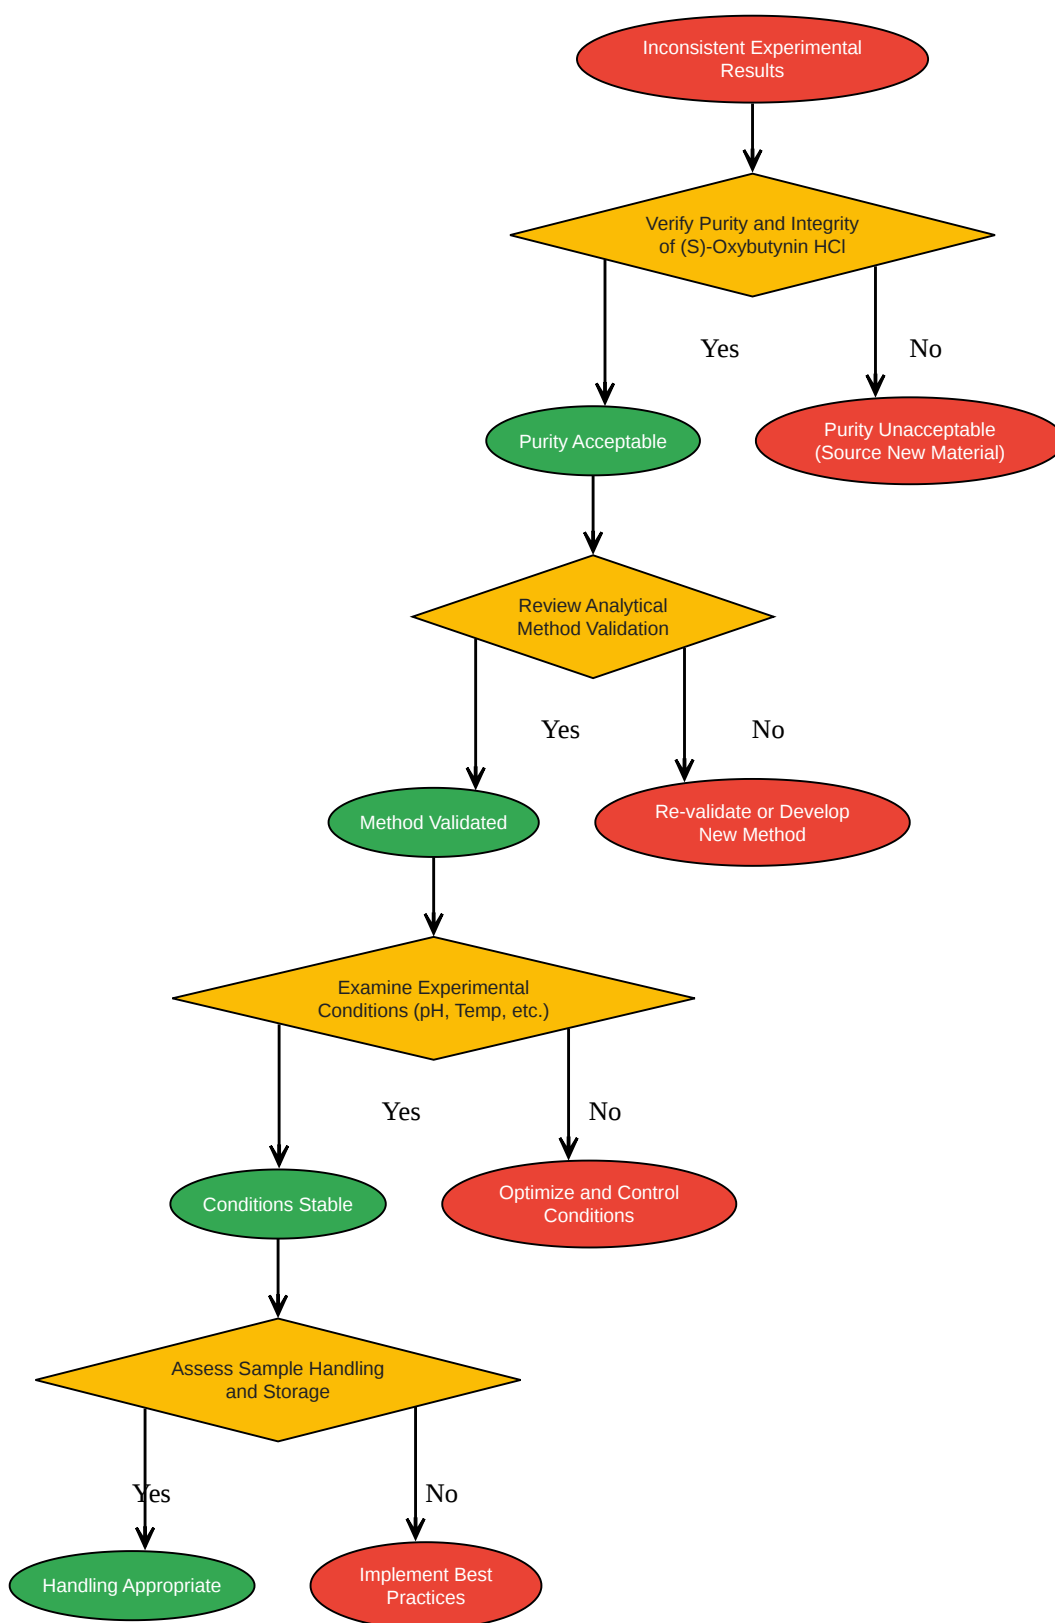 Inconsistent Experimental
Results
Verify Purity and Integrity
of (S)-Oxybutynin HCl
Yes
No
Purity Acceptable
Purity Unacceptable
(Source New Material)
Review Analytical
Method Validation
Yes
No
Method Validated
Re-validate or Develop
New Method
Examine Experimental
Conditions (pH, Temp, etc.)
Yes
No
Conditions Stable
Optimize and Control
Conditions
Assess Sample Handling
and Storage
Yes
No
Handling Appropriate
Implement Best
Practices